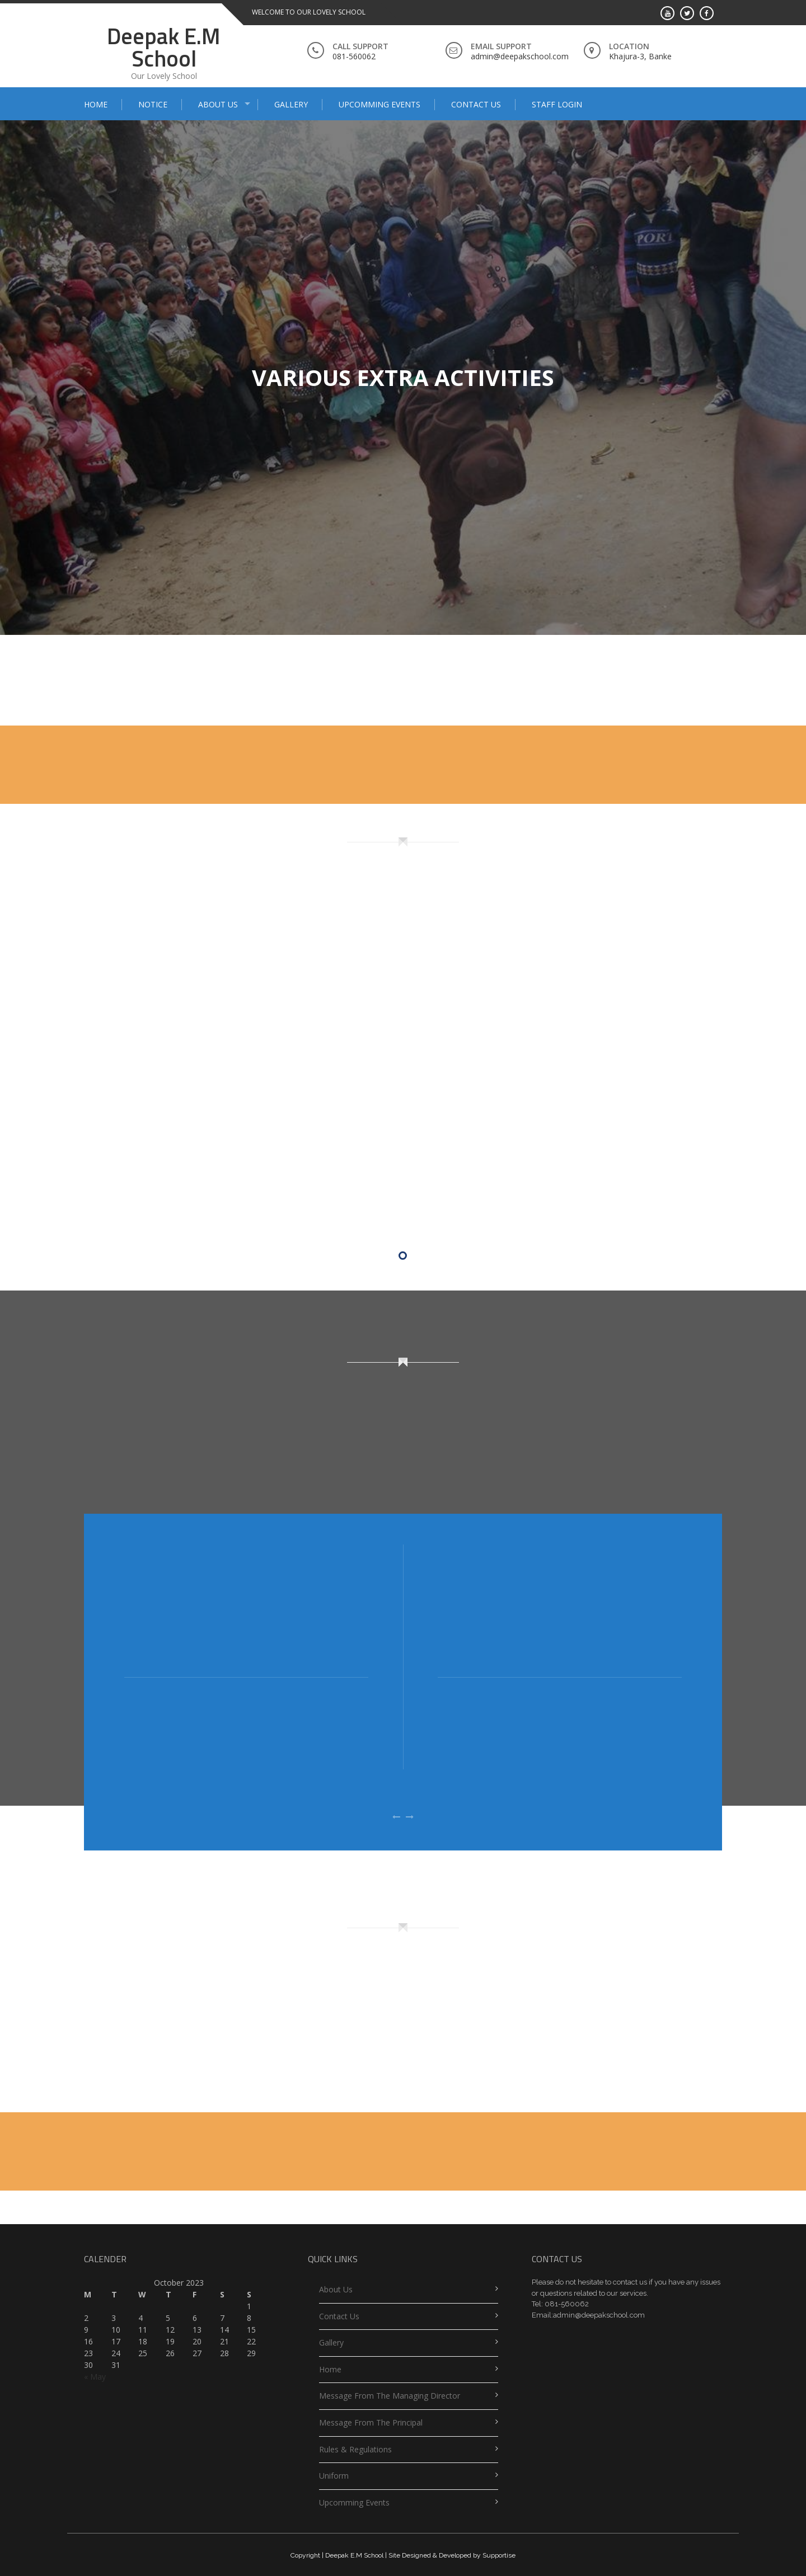 WELCOME TO OUR LOVELY SCHOOL
Deepak E.M
School
Our Lovely School
CALL SUPPORT
081-560062
EMAIL SUPPORT
admin@deepakschool.com
LOCATION
Khajura-3, Banke
HOME NOTICE ABOUT US GALLERY UPCOMMING EVENTS CONTACT US STAFF LOGIN
PORT
VARIOUS EXTRA ACTIVITIES
← →
CALENDER
October 2023
M T W T F S S
1
2 3 4 5 6 7 8
9 10 11 12 13 14 15
16 17 18 19 20 21 22
23 24 25 26 27 28 29
30 31
« May
QUICK LINKS
About Us
Contact Us
Gallery
Home
Message From The Managing Director
Message From The Principal
Rules & Regulations
Uniform
Upcomming Events
CONTACT US
Please do not hesitate to contact us if you have any issues
or questions related to our services.
Tel: 081-560062
Email:admin@deepakschool.com
Copyright | Deepak E.M School | Site Designed & Developed by Supportise